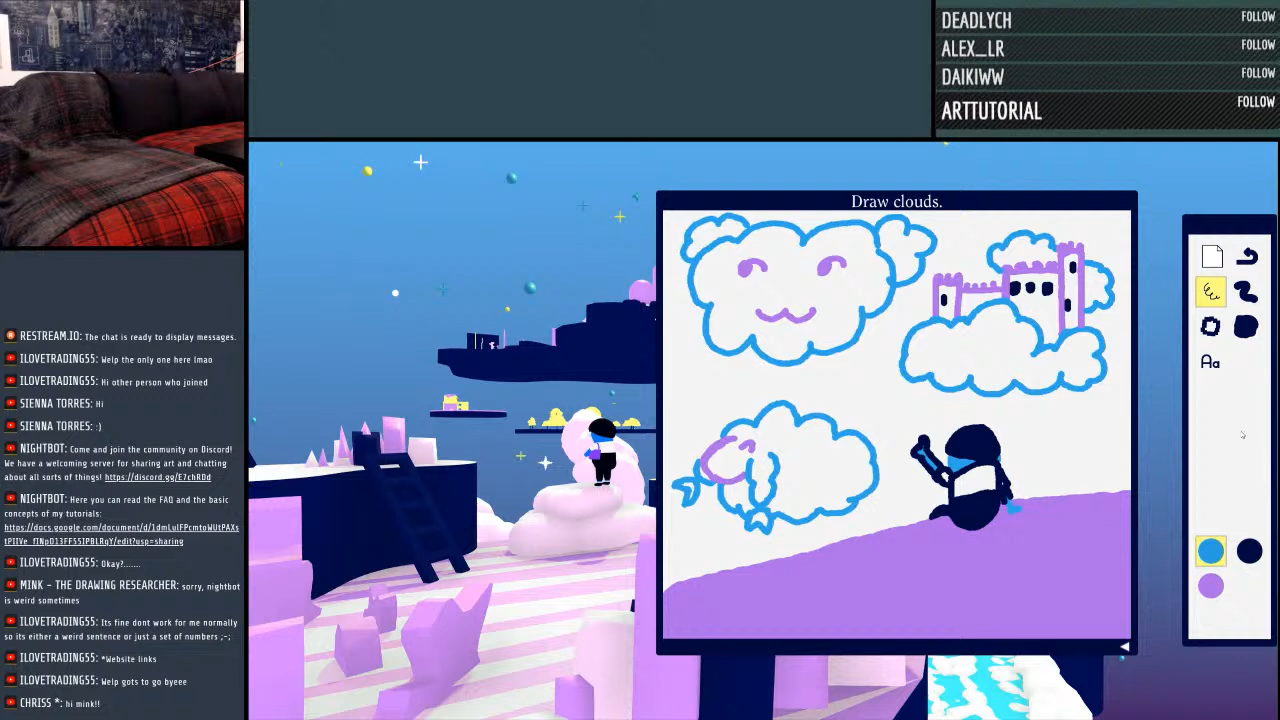 DEADLYCH FOLLOW
ALEX_LR FOLLOW
DAIKIWW FOLLOW
ARTTUTORIAL FOLLOW
Draw clouds.
Aa
RESTREAM.IO: The chat is ready to display messages.
ILOVETRADING55: Welp the only one here lmao
ILOVETRADING55: Hi other person who joined
SIENNA TORRES: Hi
SIENNA TORRES: :)
NIGHTBOT: Come and join the community on Discord!
We have a welcoming server for sharing art and chatting
about all sorts of things! https://discord.gg/E7chRDd
NIGHTBOT: Here you can read the FAQ and the basic
concepts of my tutorials:
ILOVETRADING55: Okay?.......
MINK - THE DRAWING RESEARCHER: sorry, nightbot
is weird sometimes
ILOVETRADING55: Its fine dont work for me normally
so its either a weird sentence or just a set of numbers ;-;
ILOVETRADING55: *Website links
ILOVETRADING55: Welp gots to go byeee
CHRISS *: hi mink!!